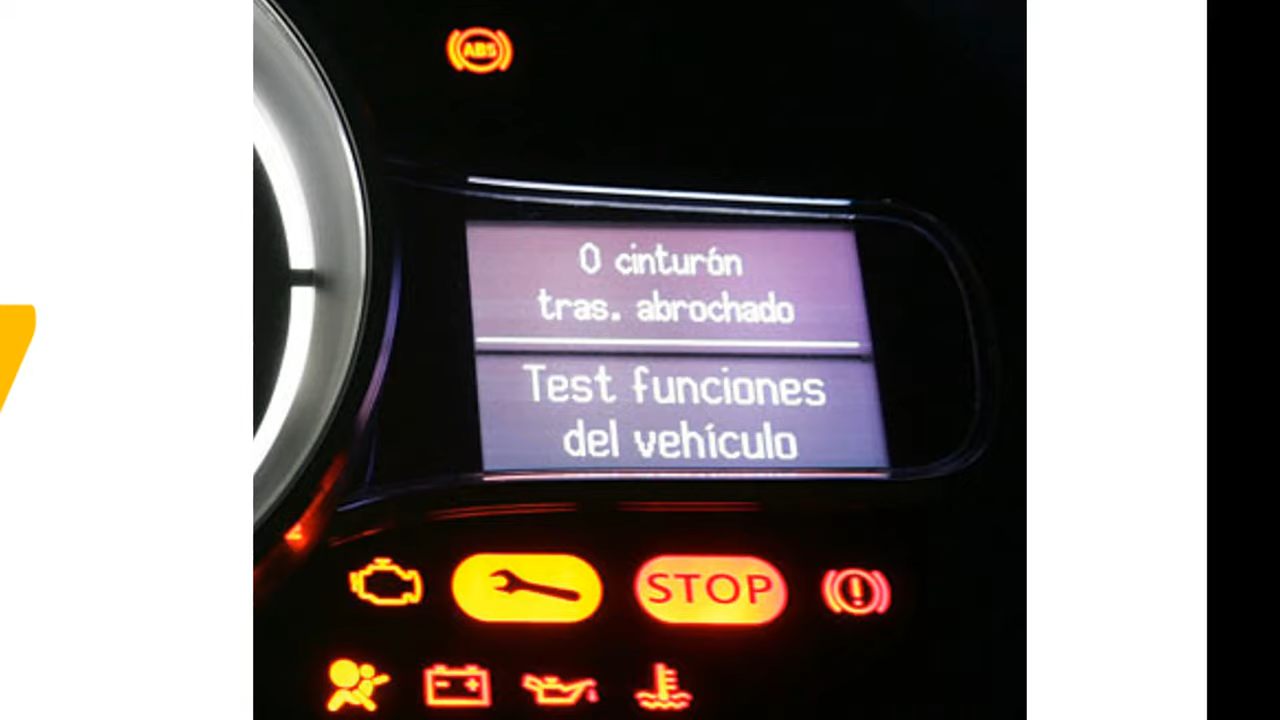 ABS
0 cinturón
tras. abrochado
Test funciones
del vehículo
STOP